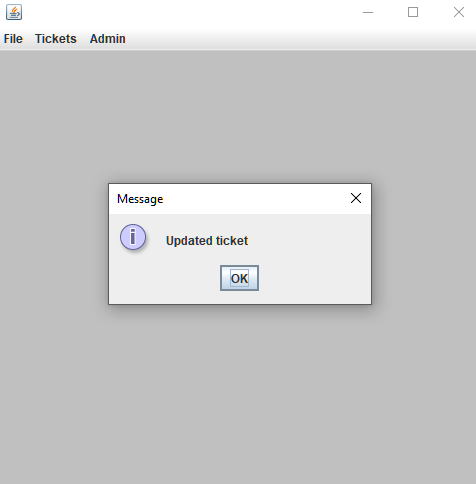 File Tickets Admin
Message
Updated ticket
OK